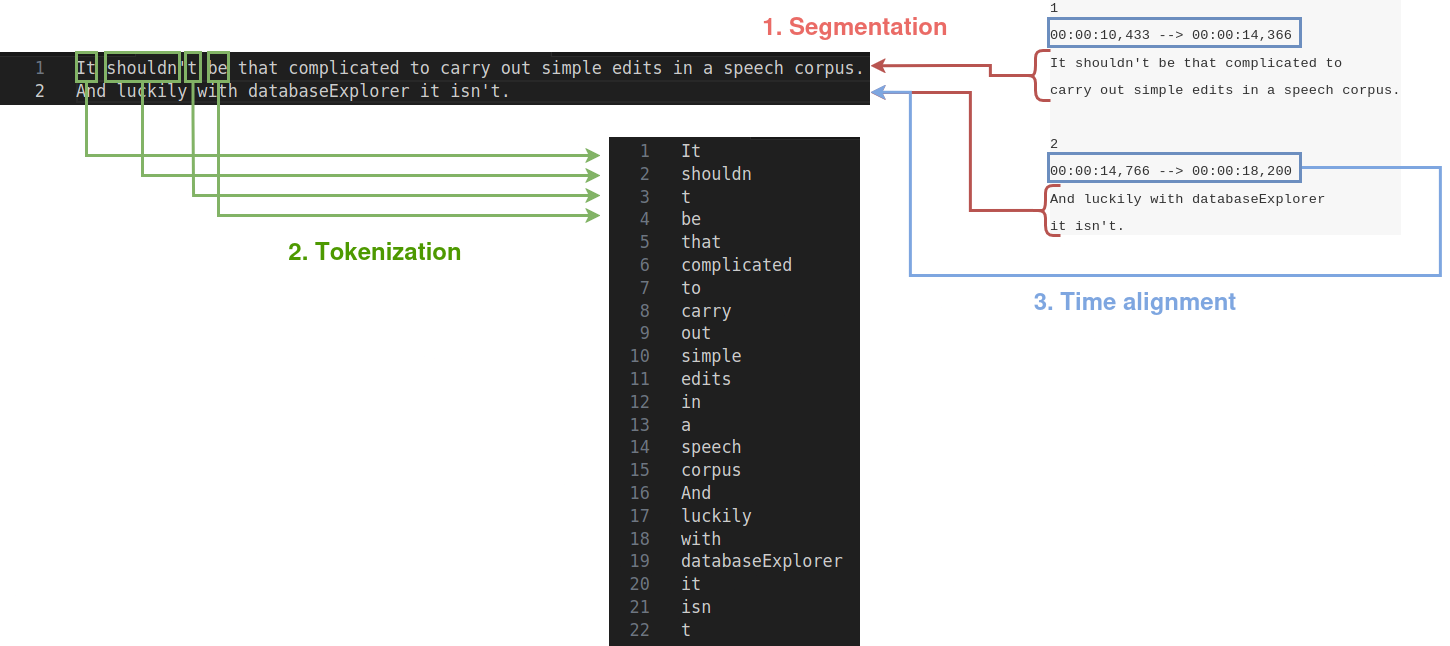 1. Segmentation
1 It shouldn't be that complicated to carry out simple edits in a speech corpus.
2 And luckily with databaseExplorer it isn't.
1
00:00:10,433 --> 00:00:14,366
It shouldn't be that complicated to
carry out simple edits in a speech corpus.
2
00:00:14,766 --> 00:00:18,200
And luckily with databaseExplorer
it isn't.
2. Tokenization
1 It
2 shouldn
3 t
4 be
5 that
6 complicated
7 to
8 carry
9 out
10 simple
11 edits
12 in
13 a
14 speech
15 corpus
16 And
17 luckily
18 with
19 databaseExplorer
20 it
21 isn
22 t
3. Time alignment